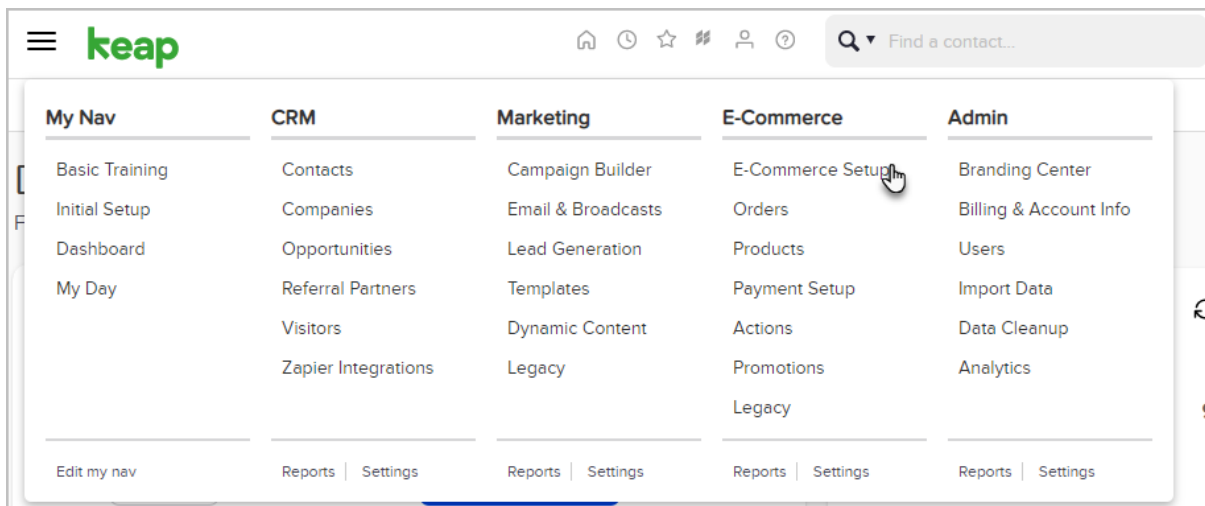 keap
Find a contact...
My Nav
Basic Training
Initial Setup
Dashboard
My Day
Edit my nav
CRM
Contacts
Companies
Opportunities
Referral Partners
Visitors
Zapier Integrations
Reports | Settings
Marketing
Campaign Builder
Email & Broadcasts
Lead Generation
Templates
Dynamic Content
Legacy
Reports | Settings
E-Commerce
E-Commerce Setup
Orders
Products
Payment Setup
Actions
Promotions
Legacy
Reports | Settings
Admin
Branding Center
Billing & Account Info
Users
Import Data
Data Cleanup
Analytics
Reports | Settings